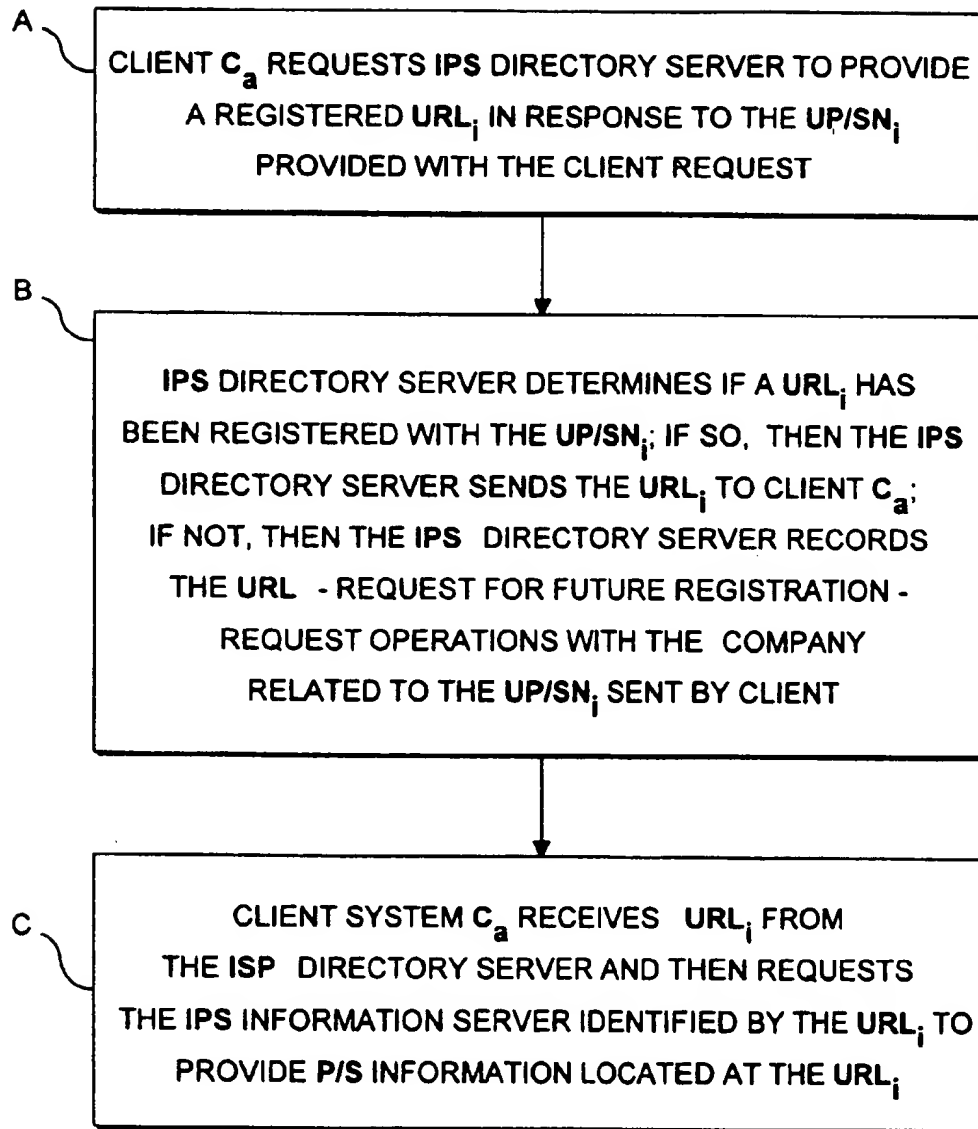 A
CLIENT Ca REQUESTS IPS DIRECTORY SERVER TO PROVIDE
A REGISTERED URLi IN RESPONSE TO THE UP/SNi
PROVIDED WITH THE CLIENT REQUEST
B
IPS DIRECTORY SERVER DETERMINES IF A URLi HAS
BEEN REGISTERED WITH THE UP/SNi; IF SO, THEN THE IPS
DIRECTORY SERVER SENDS THE URLi TO CLIENT Ca;
IF NOT, THEN THE IPS DIRECTORY SERVER RECORDS
THE URL - REQUEST FOR FUTURE REGISTRATION -
REQUEST OPERATIONS WITH THE COMPANY
RELATED TO THE UP/SNi SENT BY CLIENT
C
CLIENT SYSTEM Ca RECEIVES URLi FROM
THE ISP DIRECTORY SERVER AND THEN REQUESTS
THE IPS INFORMATION SERVER IDENTIFIED BY THE URLi TO
PROVIDE P/S INFORMATION LOCATED AT THE URLi